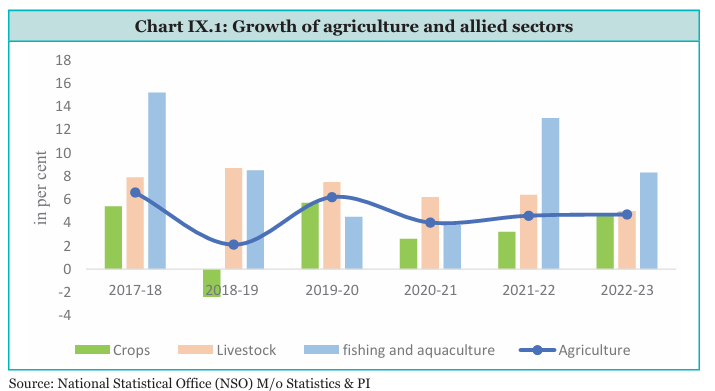 Chart IX.1: Growth of agriculture and allied sectors
18
16
14
12
10
8
6
4
2
0
-2
-4
in per cent
2017-18 2018-19 2019-20 2020-21 2021-22 2022-23
Crops Livestock fishing and aquaculture Agriculture
Source: National Statistical Office (NSO) M/o Statistics & PI